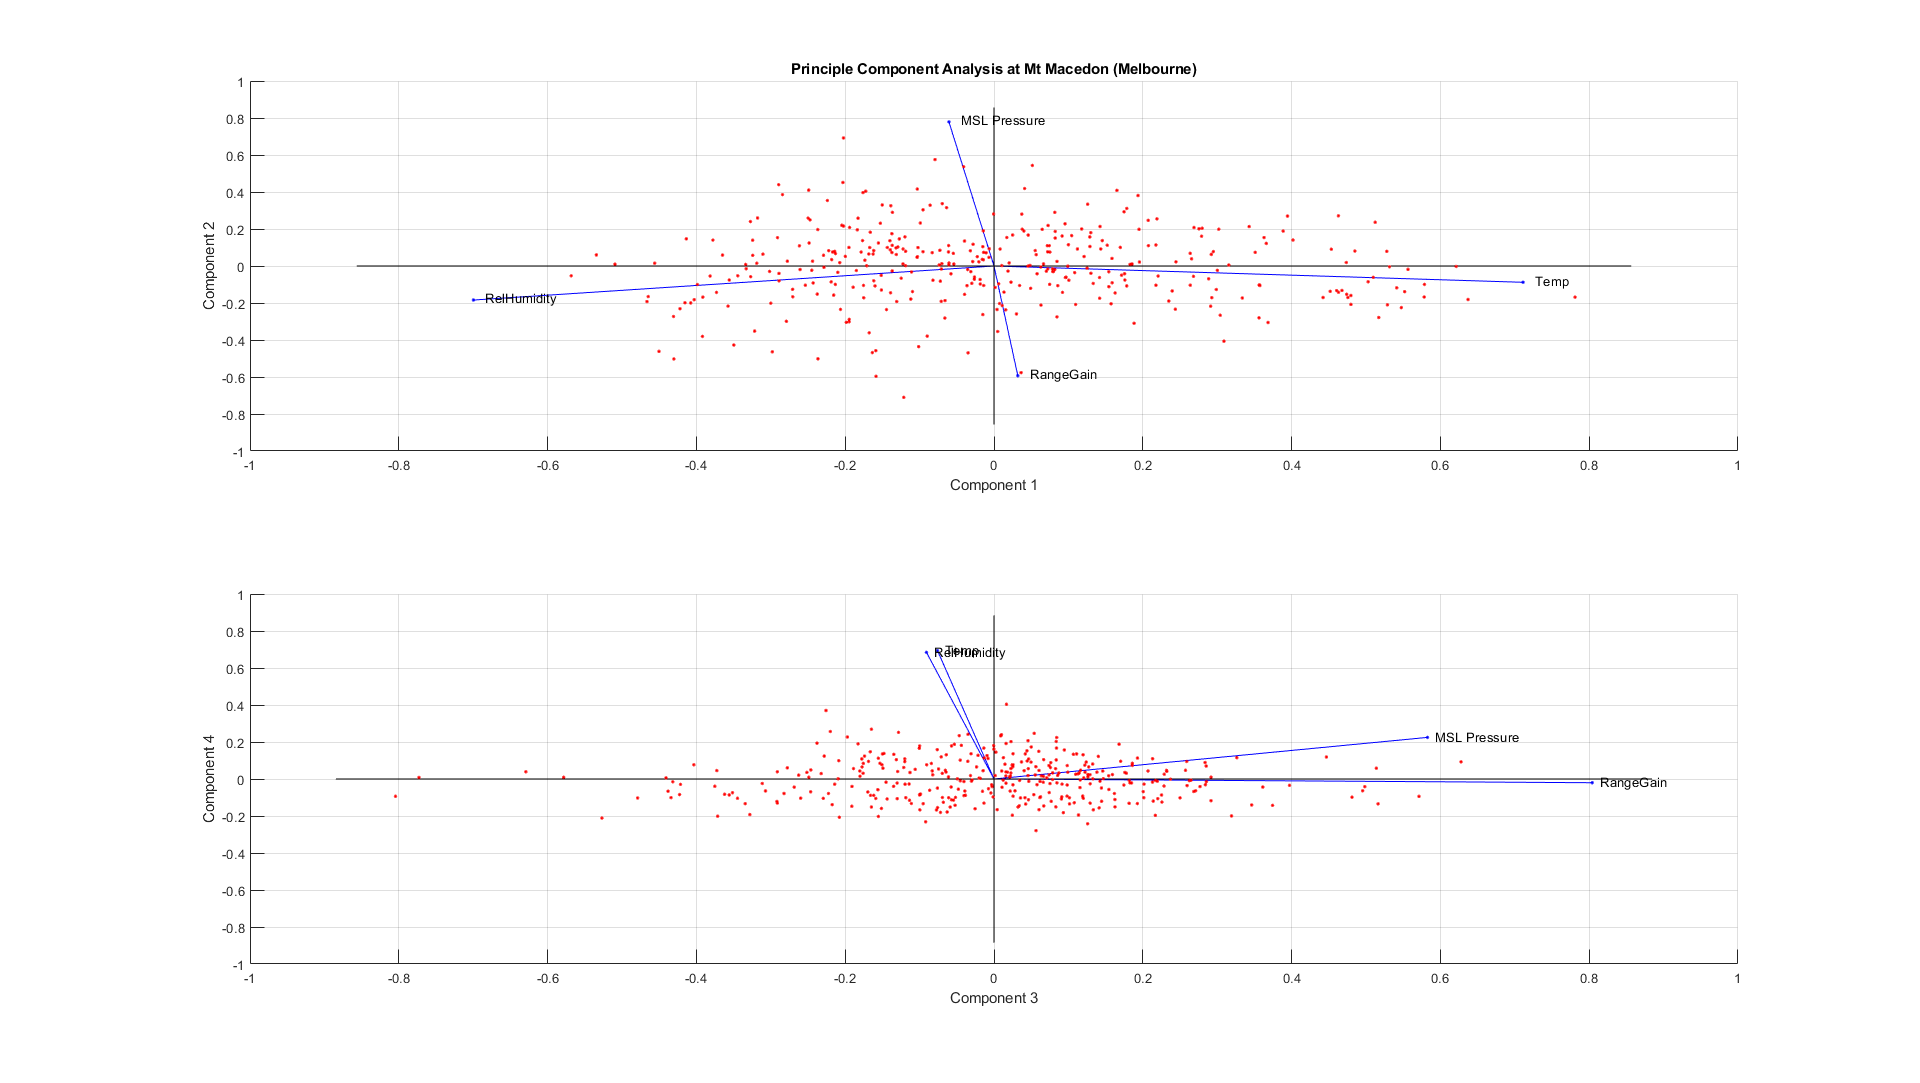 Principle Component Analysis at Mt Macedon (Melbourne)
1
0.8
0.6
0.4
0.2
0
-0.2
-0.4
-0.6
-0.8
-1
Component 2
MSL Pressure
RelHumidity
Temp
RangeGain
-1 -0.8 -0.6 -0.4 -0.2 0 0.2 0.4 0.6 0.8 1
Component 1
1
0.8
0.6
0.4
0.2
0
-0.2
-0.4
-0.6
-0.8
-1
Component 4
Temp
RelHumidity
MSL Pressure
RangeGain
-1 -0.8 -0.6 -0.4 -0.2 0 0.2 0.4 0.6 0.8 1
Component 3